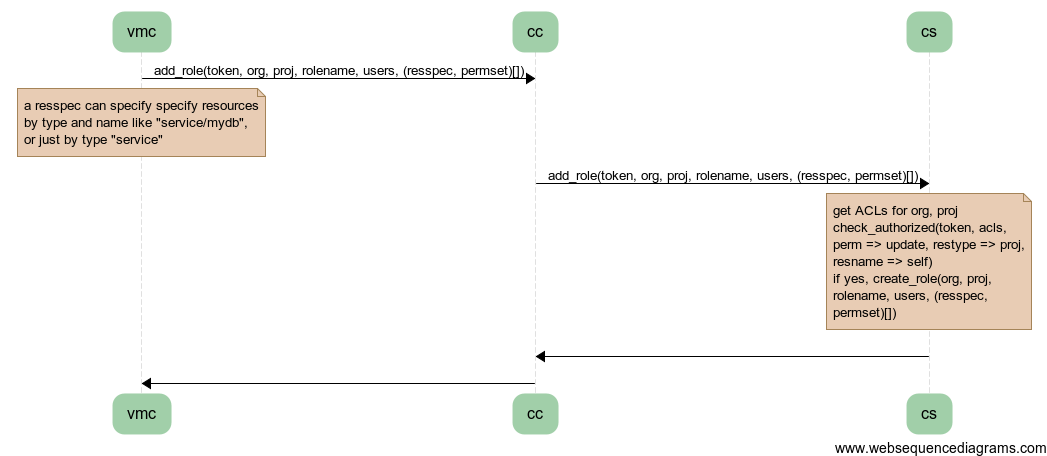 vmc
cc
cs
add_role(token, org, proj, rolename, users, (resspec, permset)[])
a resspec can specify specify resources
by type and name like "service/mydb",
or just by type "service"
add_role(token, org, proj, rolename, users, (resspec, permset)[])
get ACLs for org, proj
check_authorized(token, acls,
perm => update, restype => proj,
resname => self)
if yes, create_role(org, proj,
rolename, users, (resspec,
permset)[])
vmc
cc
cs
www.websequencediagrams.com